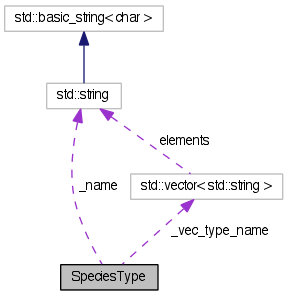 std::basic_string< char >
std::string
elements
_name
std::vector< std::string >
_vec_type_name
SpeciesType